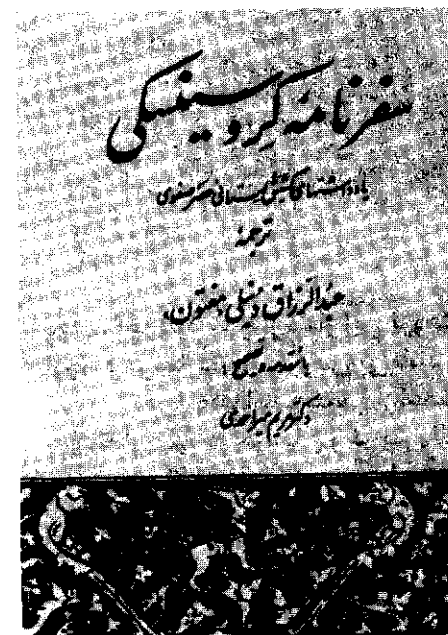 سفرنامهٔ کروسینسکی
یادداشتهای کشیش لهستانی عصر صفوی
ترجمهٔ
عبدالرزاق دنبلی «مفتون»
با مقدمه و تصحیح:
دکتر مریم میراحمدی